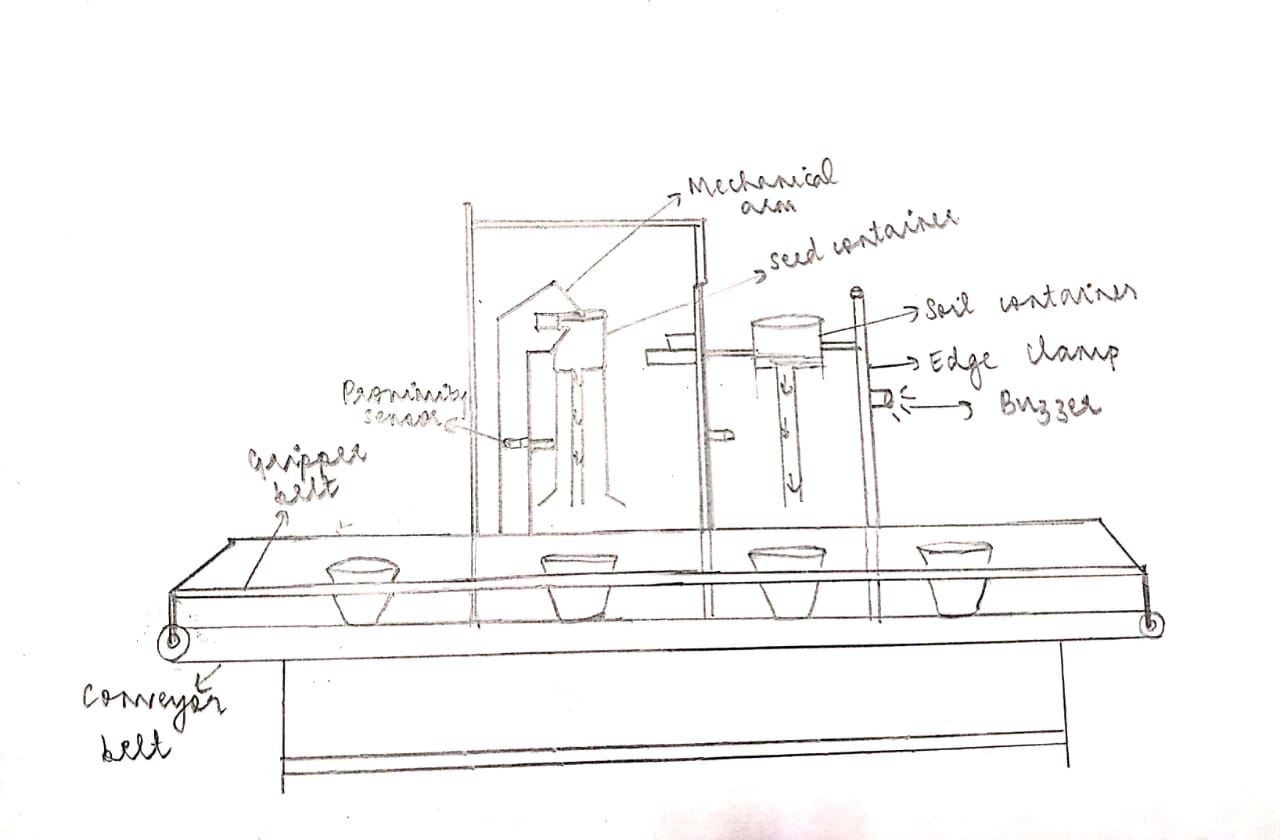 Mechanical
arm
Seed container
Soil container
Edge clamp
Buzzer
Proximity
sensor
Gripper
belt
Conveyor
belt